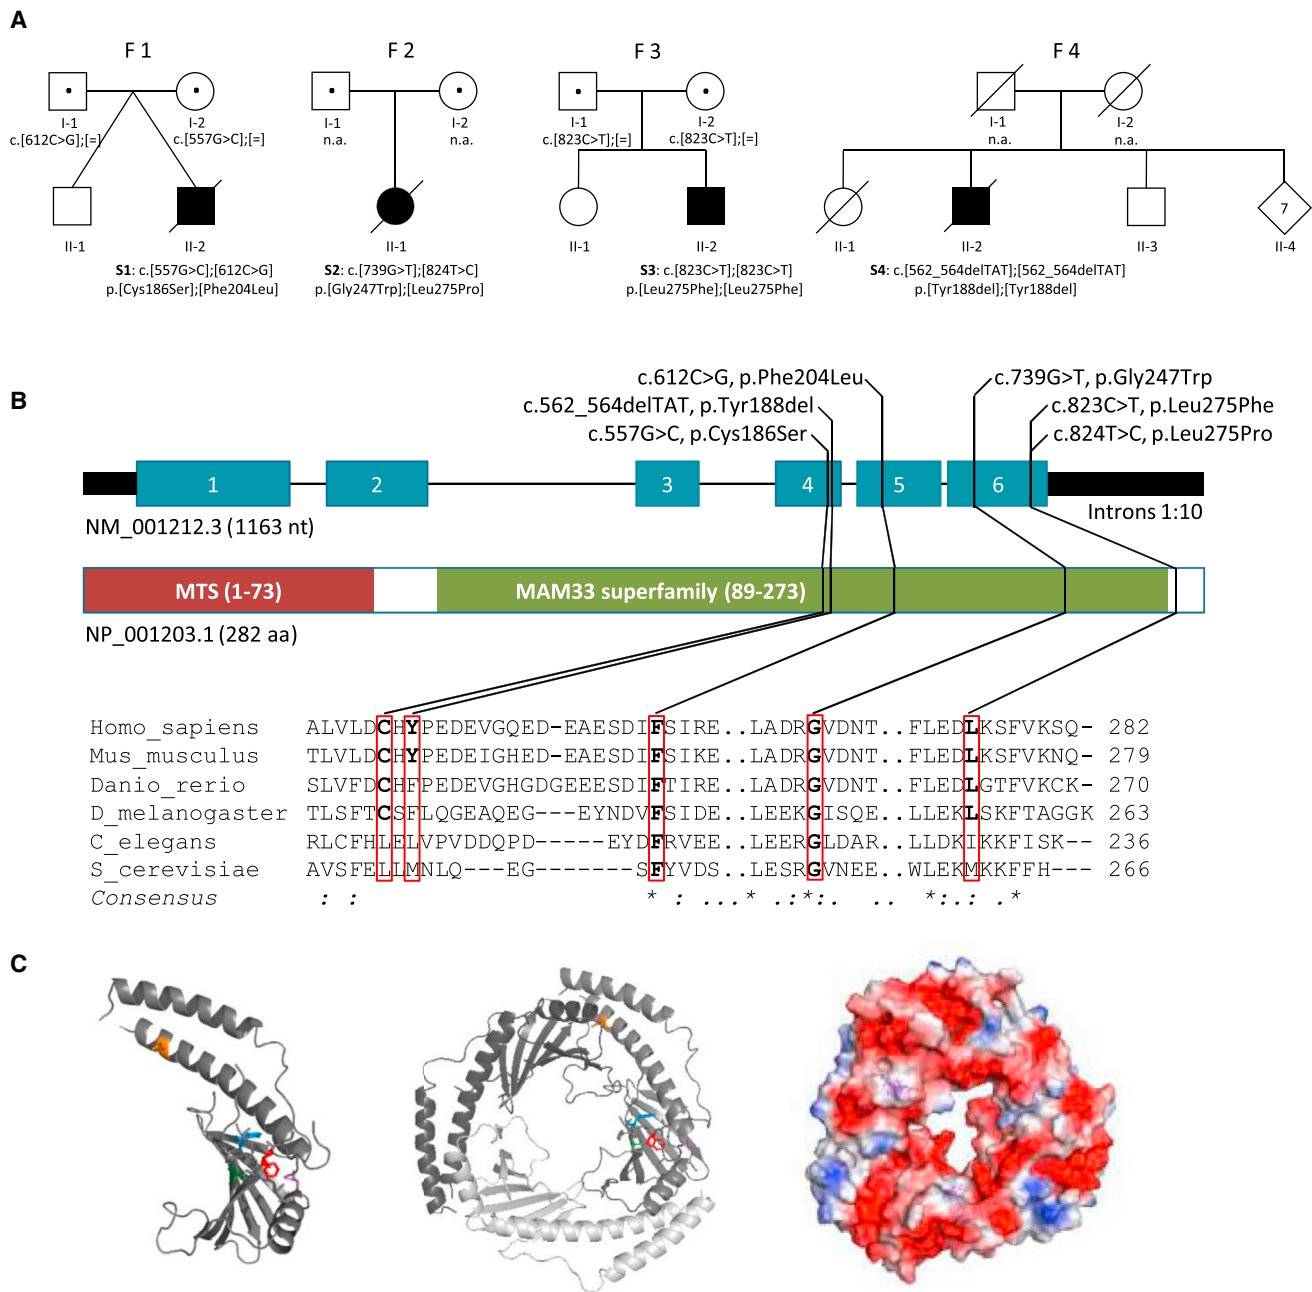 A
F 1
F 2
F 3
F 4
I-1
I-2
I-1
I-2
I-1
I-2
I-1
I-2
c.[612C>G];[=]
c.[557G>C];[=]
n.a.
n.a.
c.[823C>T];[=]
c.[823C>T];[=]
n.a.
n.a.
7
II-1
II-2
II-1
II-1
II-2
II-1
II-2
II-3
II-4
S1: c.[557G>C];[612C>G]
p.[Cys186Ser];[Phe204Leu]
S2: c.[739G>T];[824T>C]
p.[Gly247Trp];[Leu275Pro]
S3: c.[823C>T];[823C>T]
p.[Leu275Phe];[Leu275Phe]
S4: c.[562_564delTAT];[562_564delTAT]
p.[Tyr188del];[Tyr188del]
B
c.612C>G, p.Phe204Leu
c.562_564delTAT, p.Tyr188del
c.557G>C, p.Cys186Ser
c.739G>T, p.Gly247Trp
c.823C>T, p.Leu275Phe
c.824T>C, p.Leu275Pro
1 2 3 4 5 6
NM_001212.3 (1163 nt)
Introns 1:10
MTS (1-73)
MAM33 superfamily (89-273)
NP_001203.1 (282 aa)
Homo_sapiens ALVLDCHYPEDEVGQED-EAESDIFSIRE..LADRGVDNT..FLEDLKSFVKSQ- 282
Mus_musculus TLVLDCHYPEDEIGHED-EAESDIFSIKE..LADRGVDNT..FLEDLKSFVKNQ- 279
Danio_rerio SLVFDCHFPEDEVGHGDGEEESDIFTIRE..LADRGVDNT..FLEDLGTFVKCK- 270
D_melanogaster TLSFTCSFLQGEAQEG---EYNDVFSIDE..LEEKGISQE..LLEKLSKFTAGGK 263
C_elegans RLCFHLELVPVDDQPD-----EYDFRVEE..LEERGLDAR..LLDKIKKFISK-- 236
S_cerevisiae AVSFELLMNLQ---EG-------SFYVDS..LESRGVNEE..WLEKMKKFFH--- 266
Consensus : : * : ...* .:*:. .. *:.: .*
C